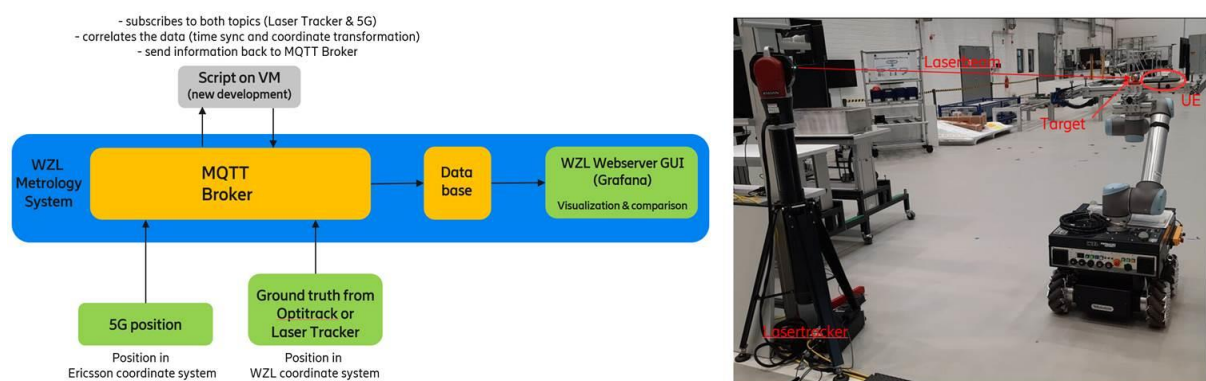 - subscribes to both topics (Laser Tracker & 5G)
- correlates the data (time sync and coordinate transformation)
- send information back to MQTT Broker
Script on VM
(new development)
WZL
Metrology
System
MQTT
Broker
Data
base
WZL Webserver GUI
(Grafana)
Visualization & comparison
5G position
Ground truth from
Optitrack or
Laser Tracker
Position in
Ericsson coordinate system
Position in
WZL coordinate system
Laserbeam
UE
Target
Lasertracker